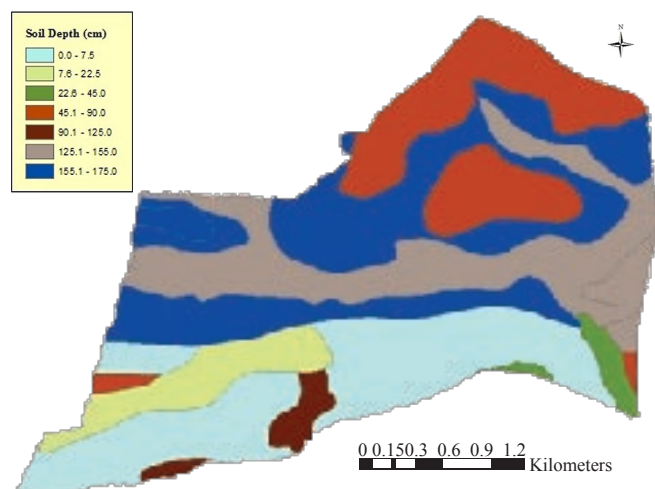 Soil Depth (cm)
0.0 - 7.5
7.6 - 22.5
22.6 - 45.0
45.1 - 90.0
90.1 - 125.0
125.1 - 155.0
155.1 - 175.0
N
0 0.150.3 0.6 0.9 1.2
Kilometers